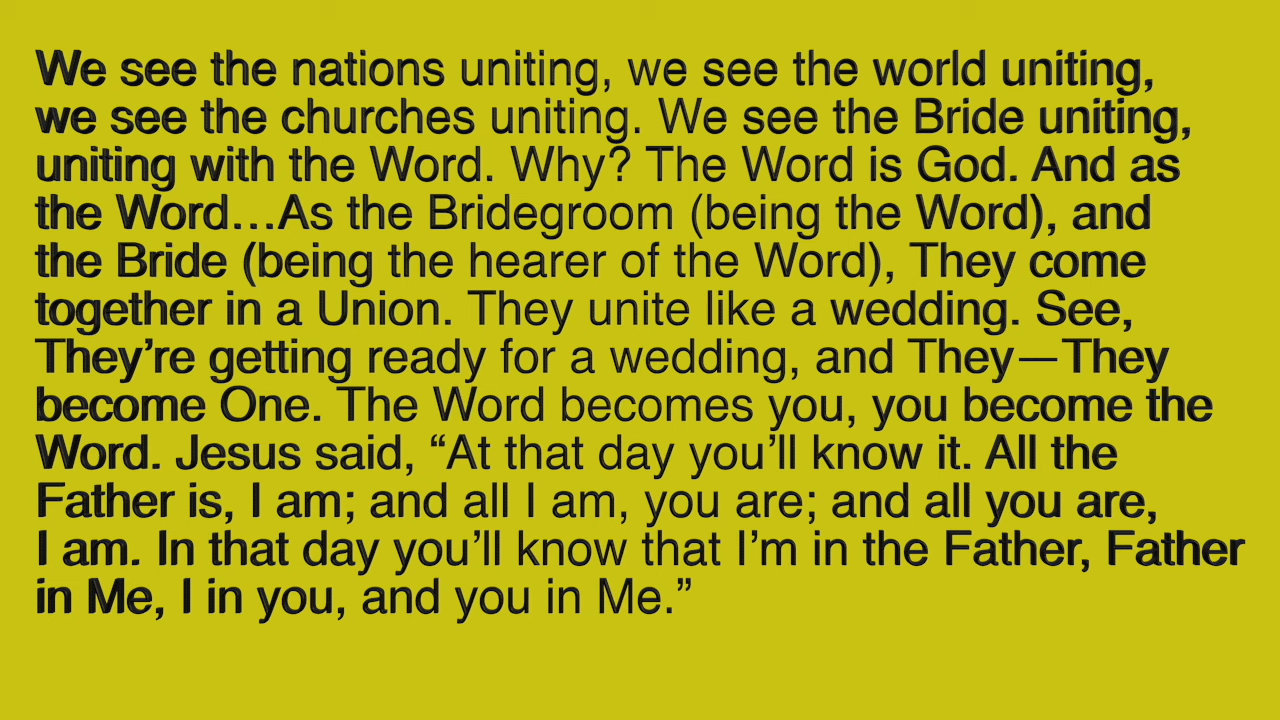 We see the nations uniting, we see the world uniting,
we see the churches uniting. We see the Bride uniting,
uniting with the Word. Why? The Word is God. And as
the Word…As the Bridegroom (being the Word), and
the Bride (being the hearer of the Word), They come
together in a Union. They unite like a wedding. See,
They’re getting ready for a wedding, and They—They
become One. The Word becomes you, you become the
Word. Jesus said, “At that day you’ll know it. All the
Father is, I am; and all I am, you are; and all you are,
I am. In that day you’ll know that I’m in the Father, Father
in Me, I in you, and you in Me.”